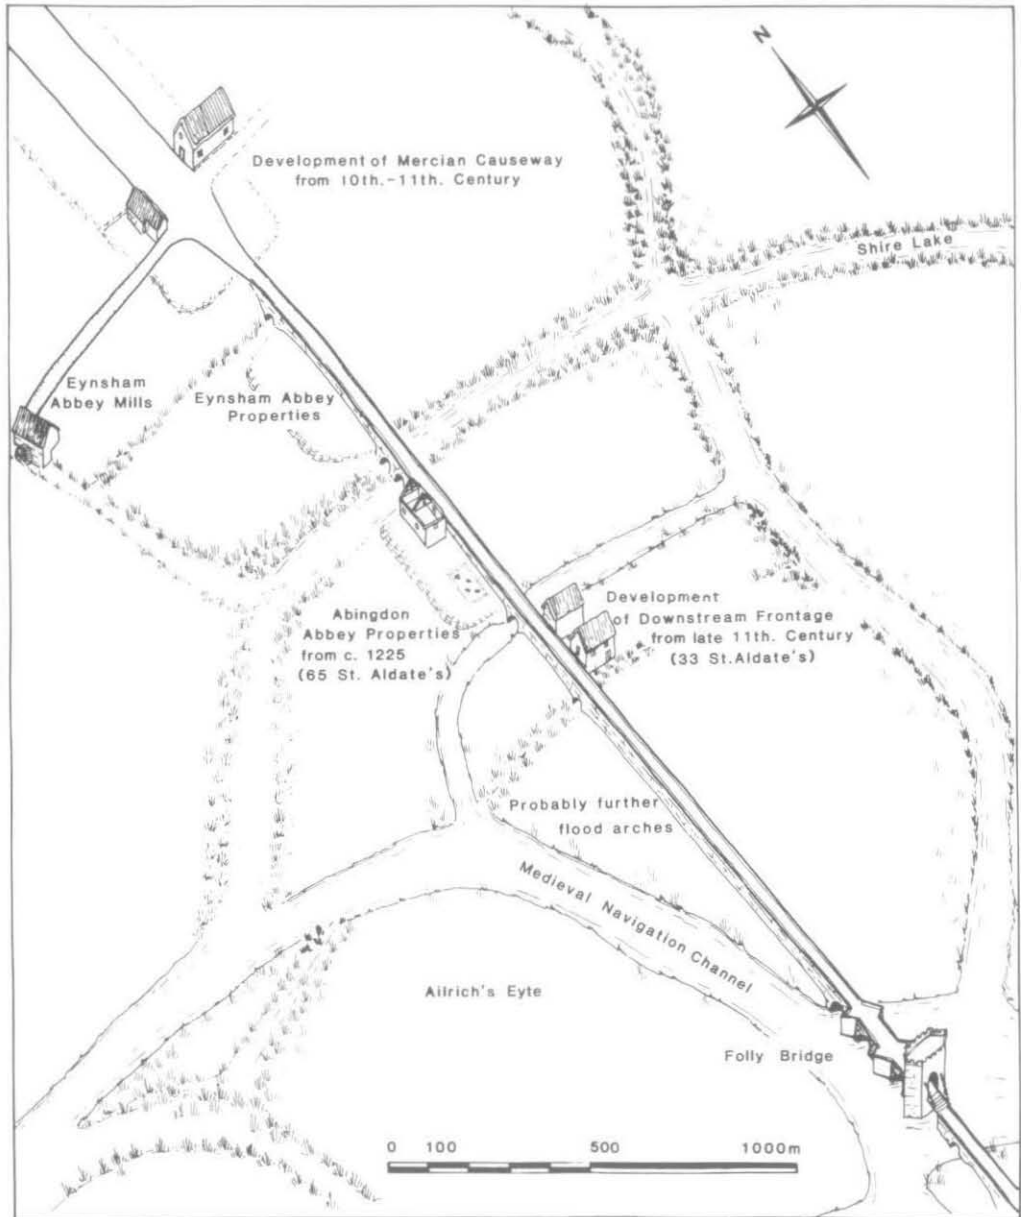 N
Development of Mercian Causeway
from 10th.-11th. Century
Shire Lake
Eynsham
Abbey Mills
Eynsham Abbey
Properties
Abingdon
Abbey Properties
from c. 1225
(65 St. Aldate's)
Development
of Downstream Frontage
from late 11th. Century
(33 St.Aldate's)
Probably further
flood arches
Medieval Navigation Channel
Ailrich's Eyte
Folly Bridge
0 100 500 1000m